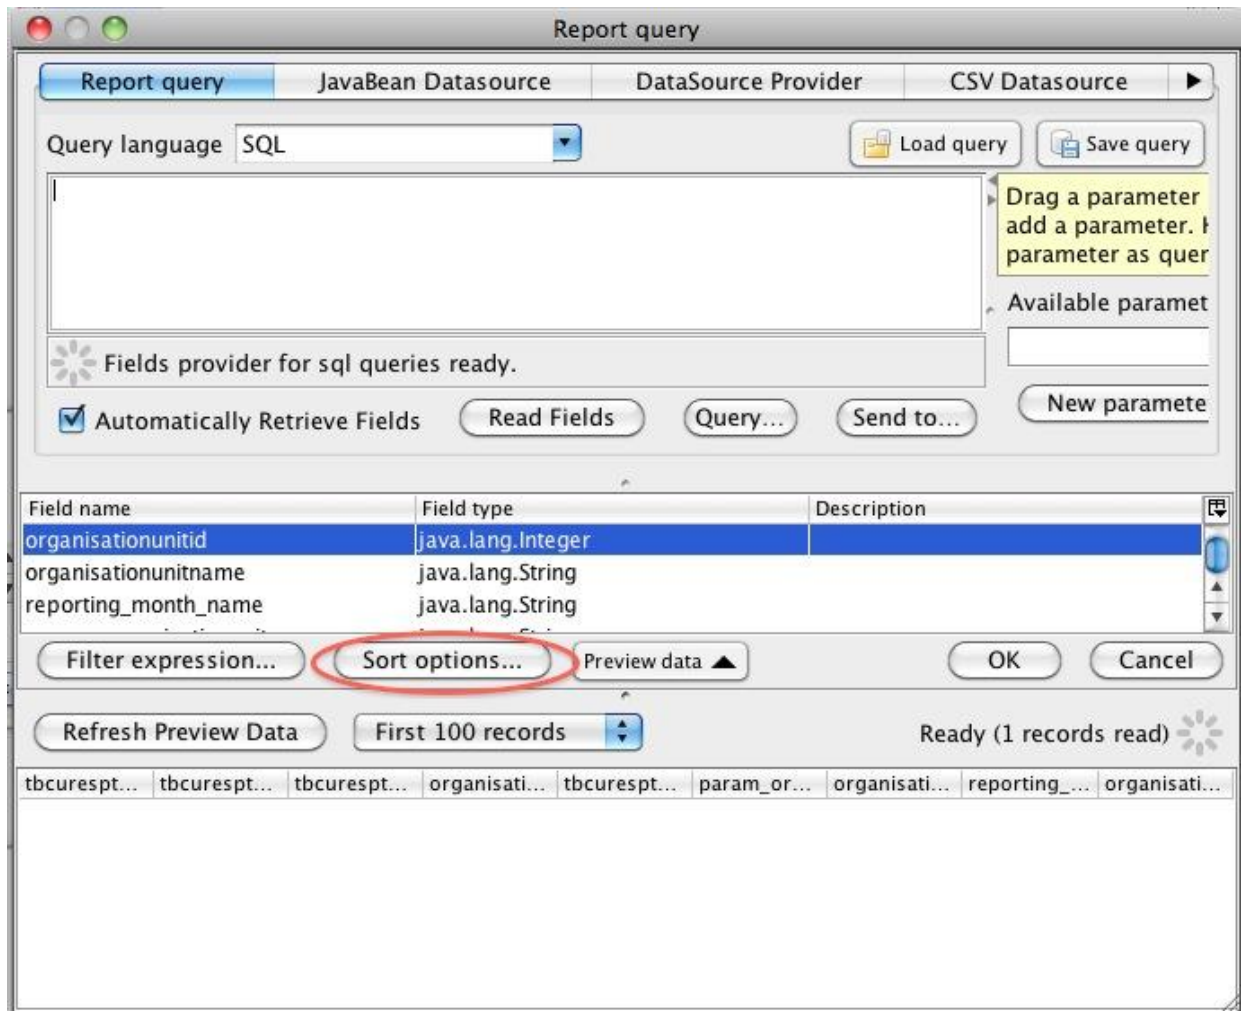 Report query
Report query JavaBean Datasource DataSource Provider CSV Datasource
Query language SQL Load query Save query
Drag a parameter
add a parameter.
parameter as quer
Available paramet
Fields provider for sql queries ready.
Automatically Retrieve Fields Read Fields Query... Send to... New paramete
Field name Field type Description
organisationunitid java.lang.Integer
organisationunitname java.lang.String
reporting_month_name java.lang.String
Filter expression... Sort options... Preview data OK Cancel
Refresh Preview Data First 100 records Ready (1 records read)
tbcurespt... tbcurespt... tbcurespt... organisati... tbcurespt... param_or... organisati... reporting_... organisati...